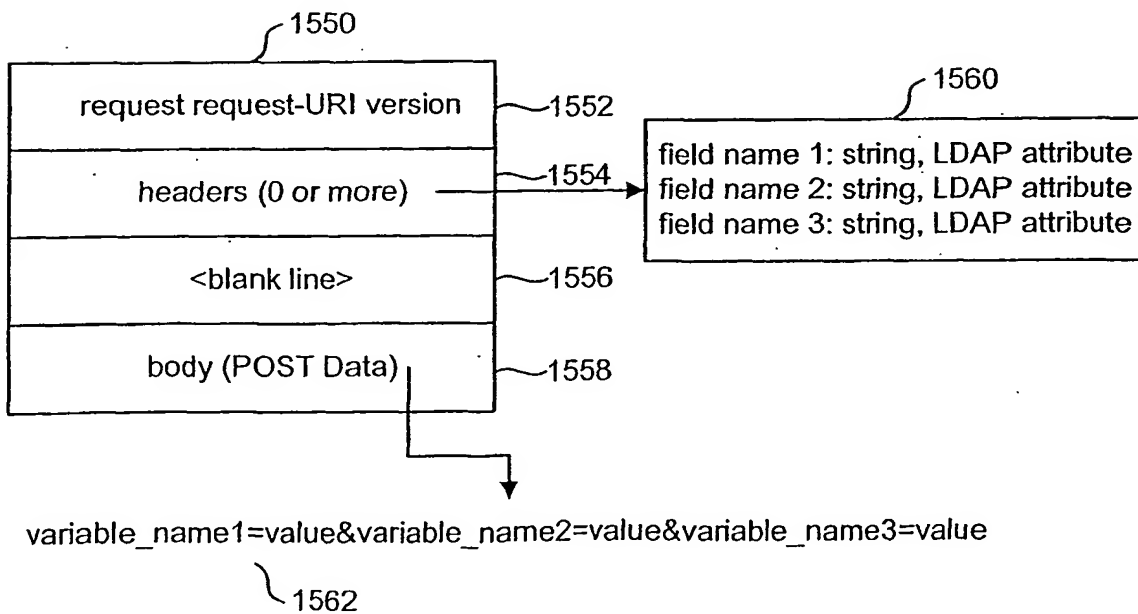 1550
request request-URI version
1552
headers (0 or more)
1554
<blank line>
1556
body (POST Data)
1558
1560
field name 1: string, LDAP attribute
field name 2: string, LDAP attribute
field name 3: string, LDAP attribute
variable_name1=value&variable_name2=value&variable_name3=value
1562